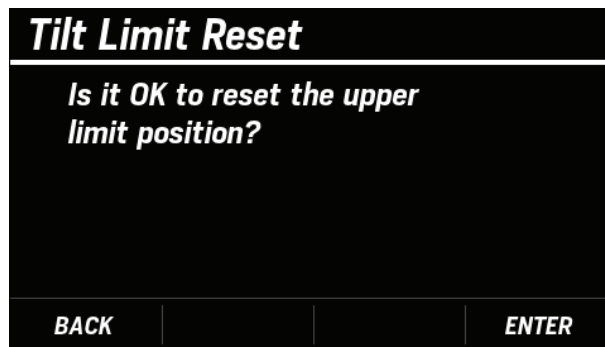 Tilt Limit Reset
Is it OK to reset the upper
limit position?
BACK
ENTER